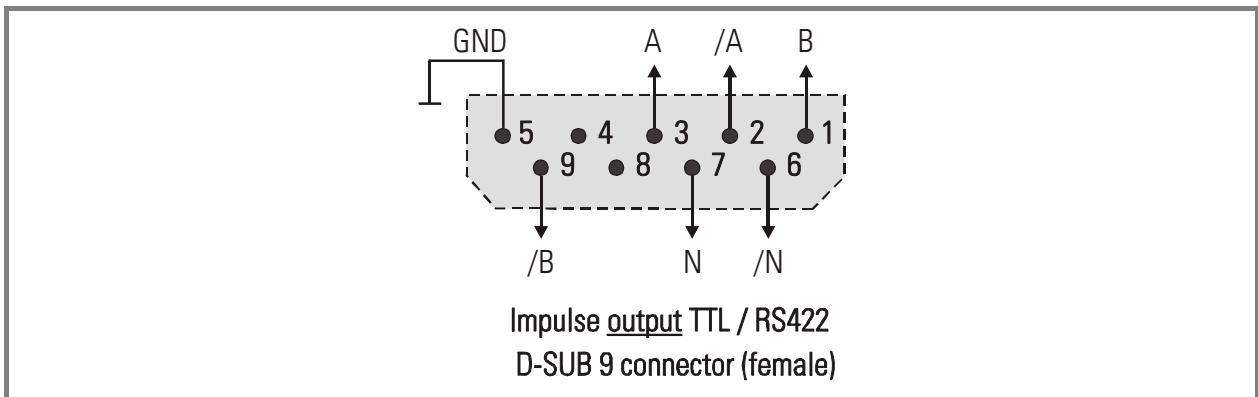 GND A /A B
5 4 3 2 1
9 8 7 6
/B N /N
Impulse output TTL / RS422
D-SUB 9 connector (female)